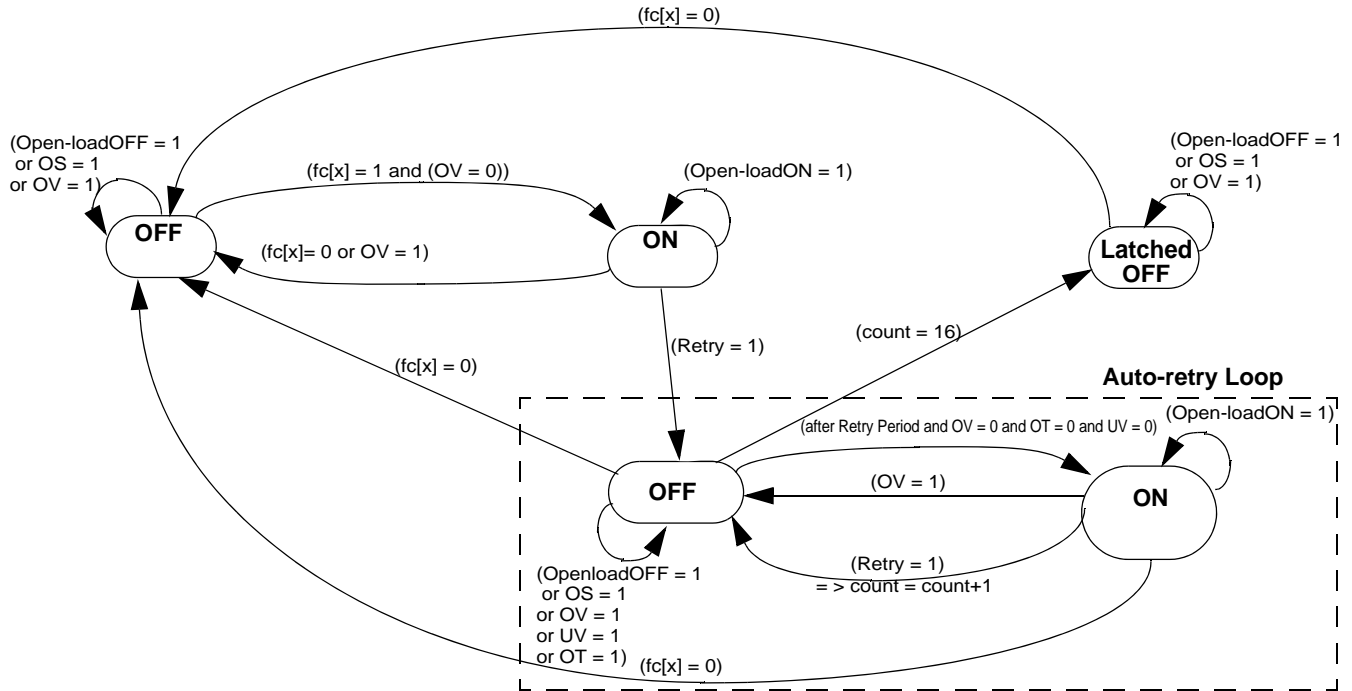 (fc[x] = 0)
(Open-loadOFF = 1
or OS = 1
or OV = 1)
(fc[x] = 1 and (OV = 0))
(Open-loadON = 1)
(Open-loadOFF = 1
or OS = 1
or OV = 1)
OFF
ON
(fc[x]= 0 or OV = 1)
Latched
OFF
(Retry = 1)
(count = 16)
(fc[x] = 0)
Auto-retry Loop
(Open-loadON = 1)
(after Retry Period and OV = 0 and OT = 0 and UV = 0)
OFF
(OV = 1)
ON
(Retry = 1)
= > count = count+1
(OpenloadOFF = 1
or OS = 1
or OV = 1
or UV = 1
or OT = 1)
(fc[x] = 0)